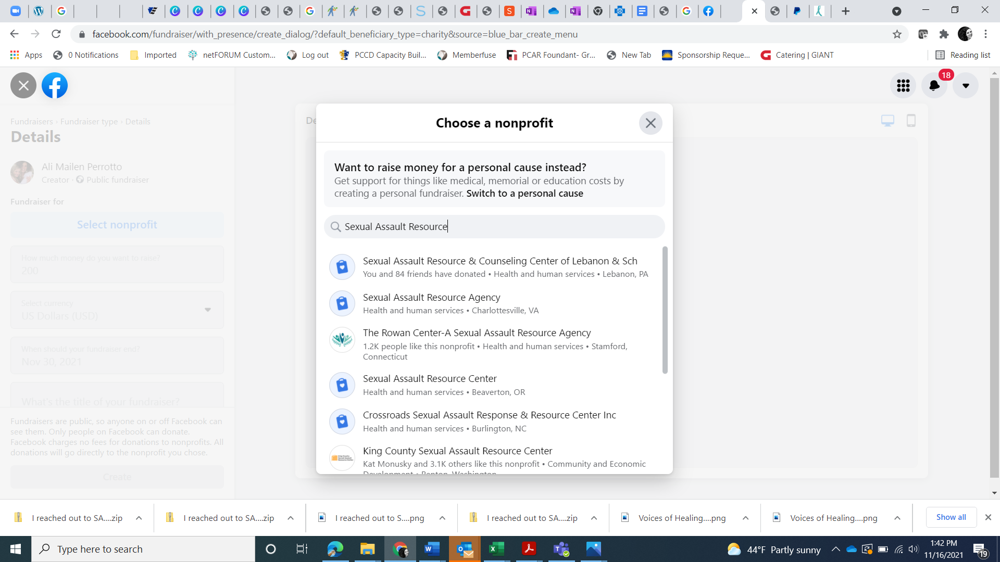 facebook.com/fundraiser/with_presence/create_dialog/?default_beneficiary_type=charity&source=blue_bar_create_menu
Apps
0 Notifications
Imported
netFORUM Custom...
Log out
PCCD Capacity Buil...
Memberfuse
PCAR Foundant- Gr...
New Tab
Sponsorship Reque...
Catering | GIANT
Reading list
18
Fundraisers › Fundraiser type › Details
Details
Ali Mailen Perrotto
Creator · Public fundraiser
Fundraiser for
Select nonprofit
How much money do you want to raise?
200
Select currency
US Dollars (USD)
When should your fundraiser end?
Nov 30, 2021
What's the title of your fundraiser?
Fundraisers are public, so anyone on or off Facebook can
see them. Only people on Facebook can donate.
Facebook charges no fees for donations to nonprofits. All
donations will go directly to the nonprofit you chose.
Create
De
Choose a nonprofit
Want to raise money for a personal cause instead?
Get support for things like medical, memorial or education costs by
creating a personal fundraiser. Switch to a personal cause
Sexual Assault Resource
Sexual Assault Resource & Counseling Center of Lebanon & Sch
You and 84 friends have donated • Health and human services • Lebanon, PA
Sexual Assault Resource Agency
Health and human services • Charlottesville, VA
The Rowan Center-A Sexual Assault Resource Agency
1.2K people like this nonprofit • Health and human services • Stamford,
Connecticut
Sexual Assault Resource Center
Health and human services • Beaverton, OR
Crossroads Sexual Assault Response & Resource Center Inc
Health and human services • Burlington, NC
King County Sexual Assault Resource Center
Kat Monusky and 3.1K others like this nonprofit • Community and Economic
Development • Renton, Washington
I reached out to SA....zip
I reached out to SA....zip
I reached out to S....png
I reached out to SA....zip
Voices of Healing....png
Voices of Healing....png
Show all
Type here to search
44°F Partly sunny
1:42 PM
11/16/2021
19